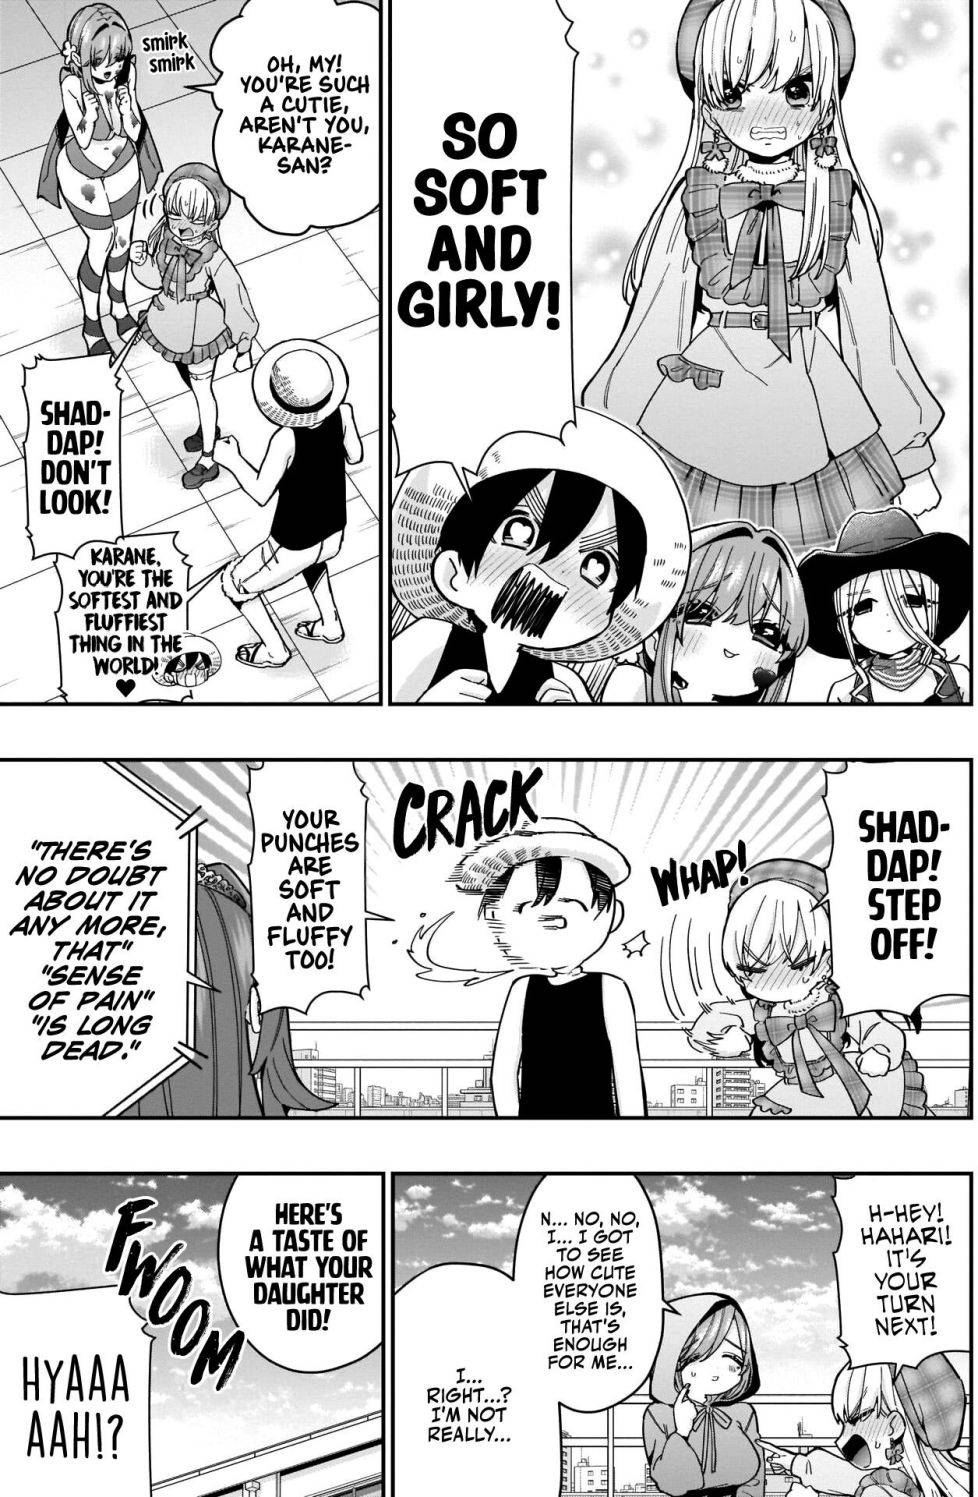 SO
SOFT
AND
GIRLY!
OH, MY!
YOU'RE SUCH
A CUTIE,
AREN'T YOU,
KARANE-
SAN?
smirk
smirk
SHAD-
DAP!
DON'T
LOOK!
KARANE,
YOU'RE THE
SOFTEST AND
FLUFFIEST
THING IN THE
WORLD!
♥
SHAD-
DAP!
STEP
OFF!
WHAP!
CRACK
YOUR
PUNCHES
ARE
SOFT
AND
FLUFFY
TOO!
"THERE'S
NO DOUBT
ABOUT IT
ANY MORE,
THAT"
"SENSE
OF PAIN"
"IS LONG
DEAD."
H-HEY!
HAHARI!
IT'S
YOUR
TURN
NEXT!
N... NO, NO,
I... I GOT
TO SEE
HOW CUTE
EVERYONE
ELSE IS,
THAT'S
ENOUGH
FOR ME...
I...
RIGHT...?
I'M NOT
REALLY...
HERE'S
A TASTE OF
WHAT YOUR
DAUGHTER
DID!
FWOOM
HYAAA
AAH!?